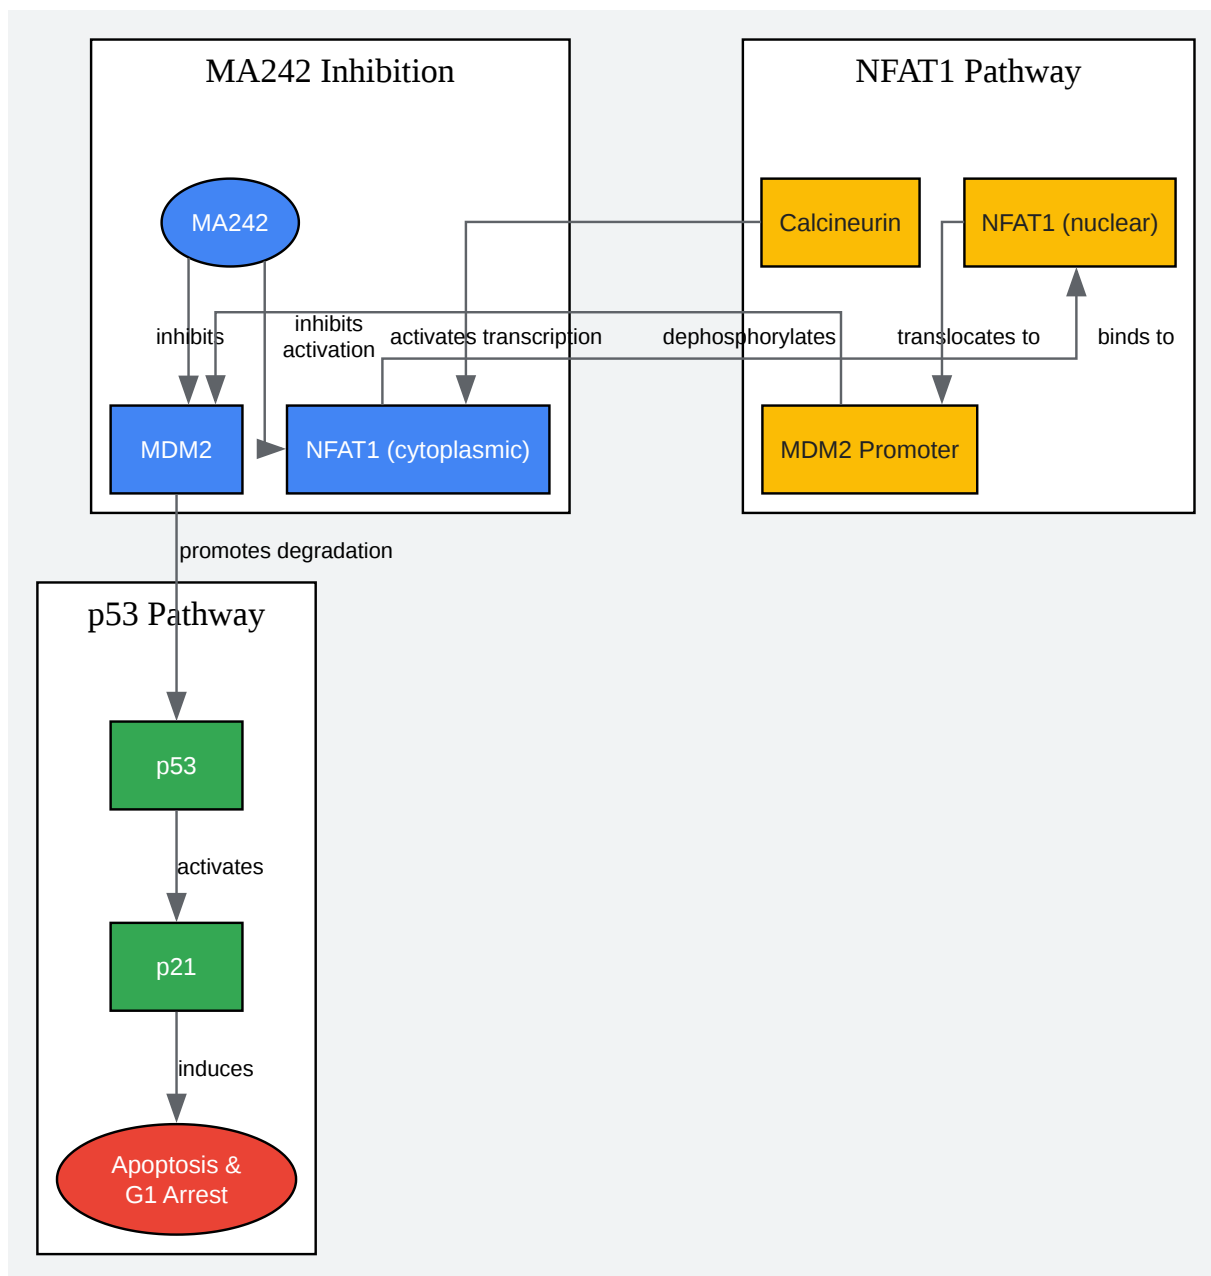 MA242 Inhibition
NFAT1 Pathway
MA242
Calcineurin
NFAT1 (nuclear)
inhibits
inhibits
activation
activates transcription
dephosphorylates
translocates to
binds to
MDM2
NFAT1 (cytoplasmic)
MDM2 Promoter
promotes degradation
p53 Pathway
p53
activates
p21
induces
Apoptosis &
G1 Arrest